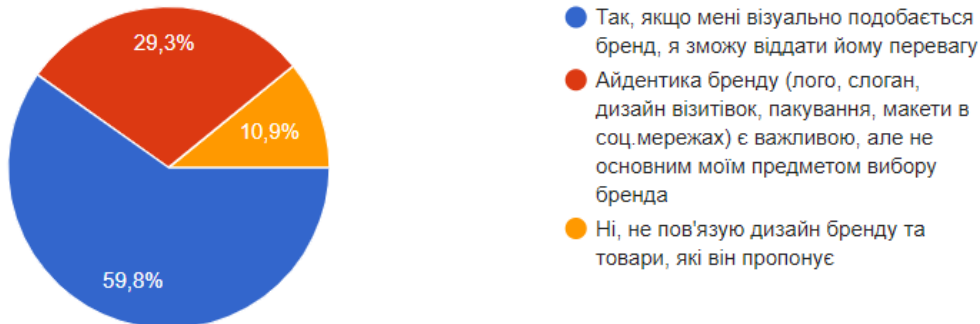 29,3%
10,9%
59,8%
Так, якщо мені візуально подобається
бренд, я зможу віддати йому перевагу
Айдентика бренду (лого, слоган,
дизайн візитівок, пакування, макети в
соц.мережах) є важливою, але не
основним моїм предметом вибору
бренда
Ні, не пов'язую дизайн бренду та
товари, які він пропонує